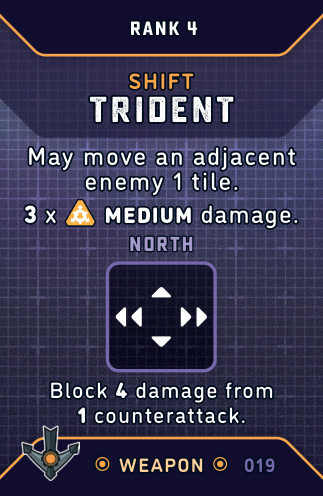 RANK 4
SHIFT
TRIDENT
May move an adjacent
enemy 1 tile.
3 x MEDIUM damage.
NORTH
Block 4 damage from
1 counterattack.
WEAPON 019